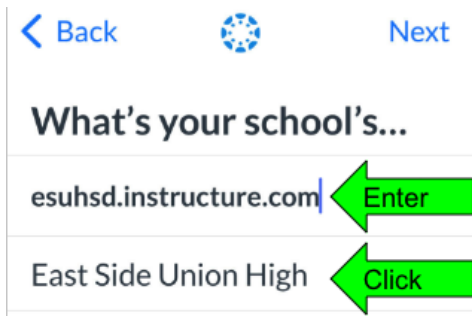 Back Next
What's your school's...
esuhsd.instructure.com Enter
East Side Union High Click